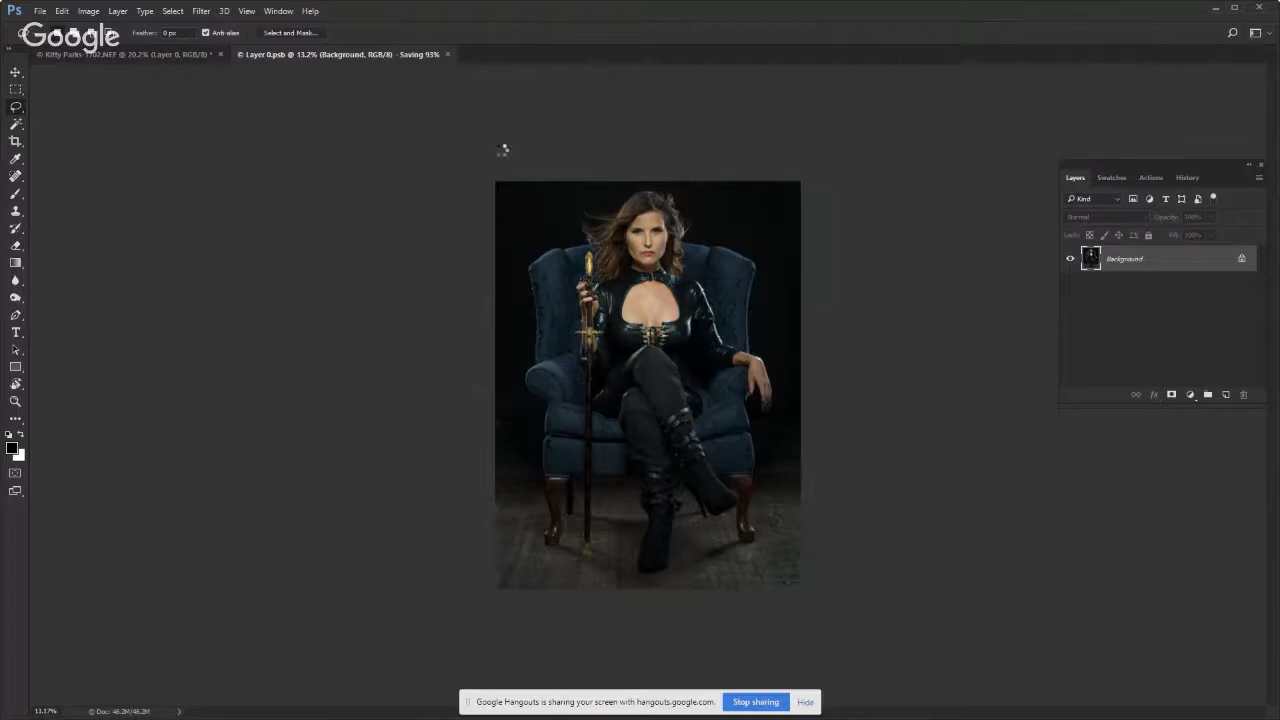 Ps File Edit Image Layer Type Select Filter 3D View Window Help
Google Feather: 0 px Anti-alias Select and Mask...
© Kitty Parks-1702.NEF @ 20.2% (Layer 0, RGB/8) * × © Layer 0.psb @ 13.2% (Background, RGB/8) - Saving 93% ×
Layers Swatches Actions History
Kind
Normal Opacity: 100%
Lock: Fill: 100%
Background
fx
Google Hangouts is sharing your screen with hangouts.google.com. Stop sharing Hide
13.17% © Doc: 46.2M/46.2M